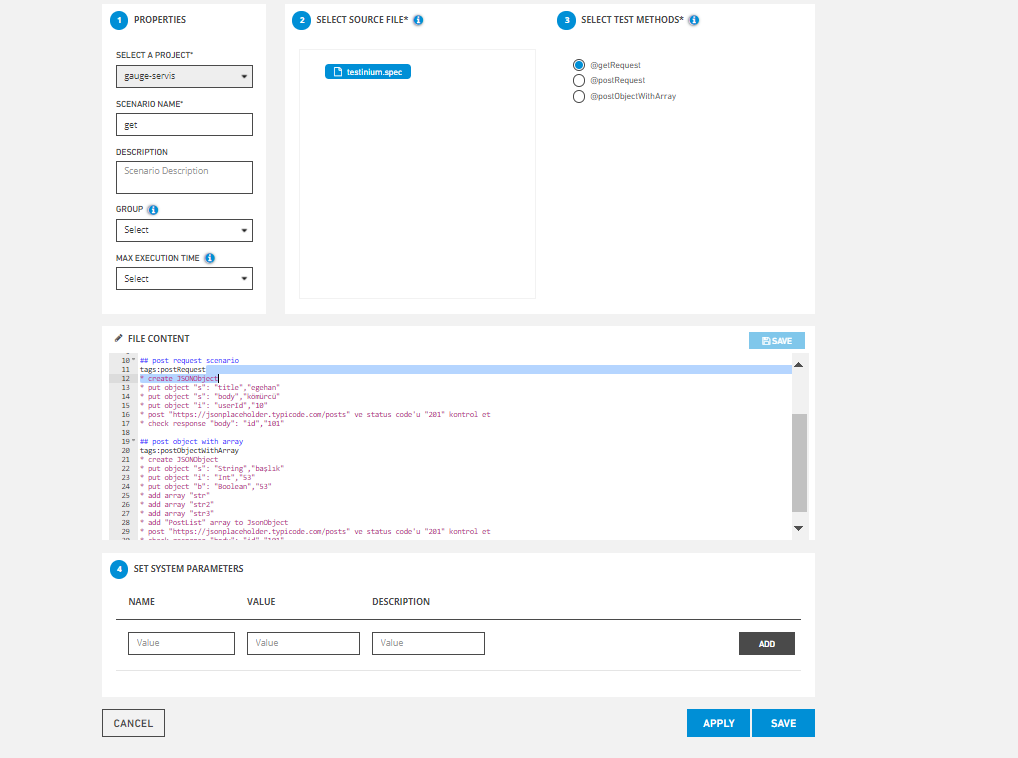 1 PROPERTIES
SELECT A PROJECT*
gauge-servis
SCENARIO NAME*
get
DESCRIPTION
Scenario Description
GROUP
Select
MAX EXECUTION TIME
Select
2 SELECT SOURCE FILE*
testinium.spec
3 SELECT TEST METHODS*
@getRequest
@postRequest
@postObjectWithArray
FILE CONTENT
SAVE
10 ## post request scenario
11 tags:postRequest
12 * create JSONObject
13 * put object "s": "title","egehan"
14 * put object "s": "body","kömürcü"
15 * put object "i": "userId","10"
16 * post "https://jsonplaceholder.typicode.com/posts" ve status code'u "201" kontrol et
17 * check response "body": "id","101"
18
19 ## post object with array
20 tags:postObjectWithArray
21 * create JSONObject
22 * put object "s": "String","başlık"
23 * put object "i": "Int","53"
24 * put object "b": "Boolean","53"
25 * add array "str"
26 * add array "str2"
27 * add array "str3"
28 * add "PostList" array to JsonObject
29 * post "https://jsonplaceholder.typicode.com/posts" ve status code'u "201" kontrol et
4 SET SYSTEM PARAMETERS
NAME VALUE DESCRIPTION
Value Value Value ADD
CANCEL APPLY SAVE